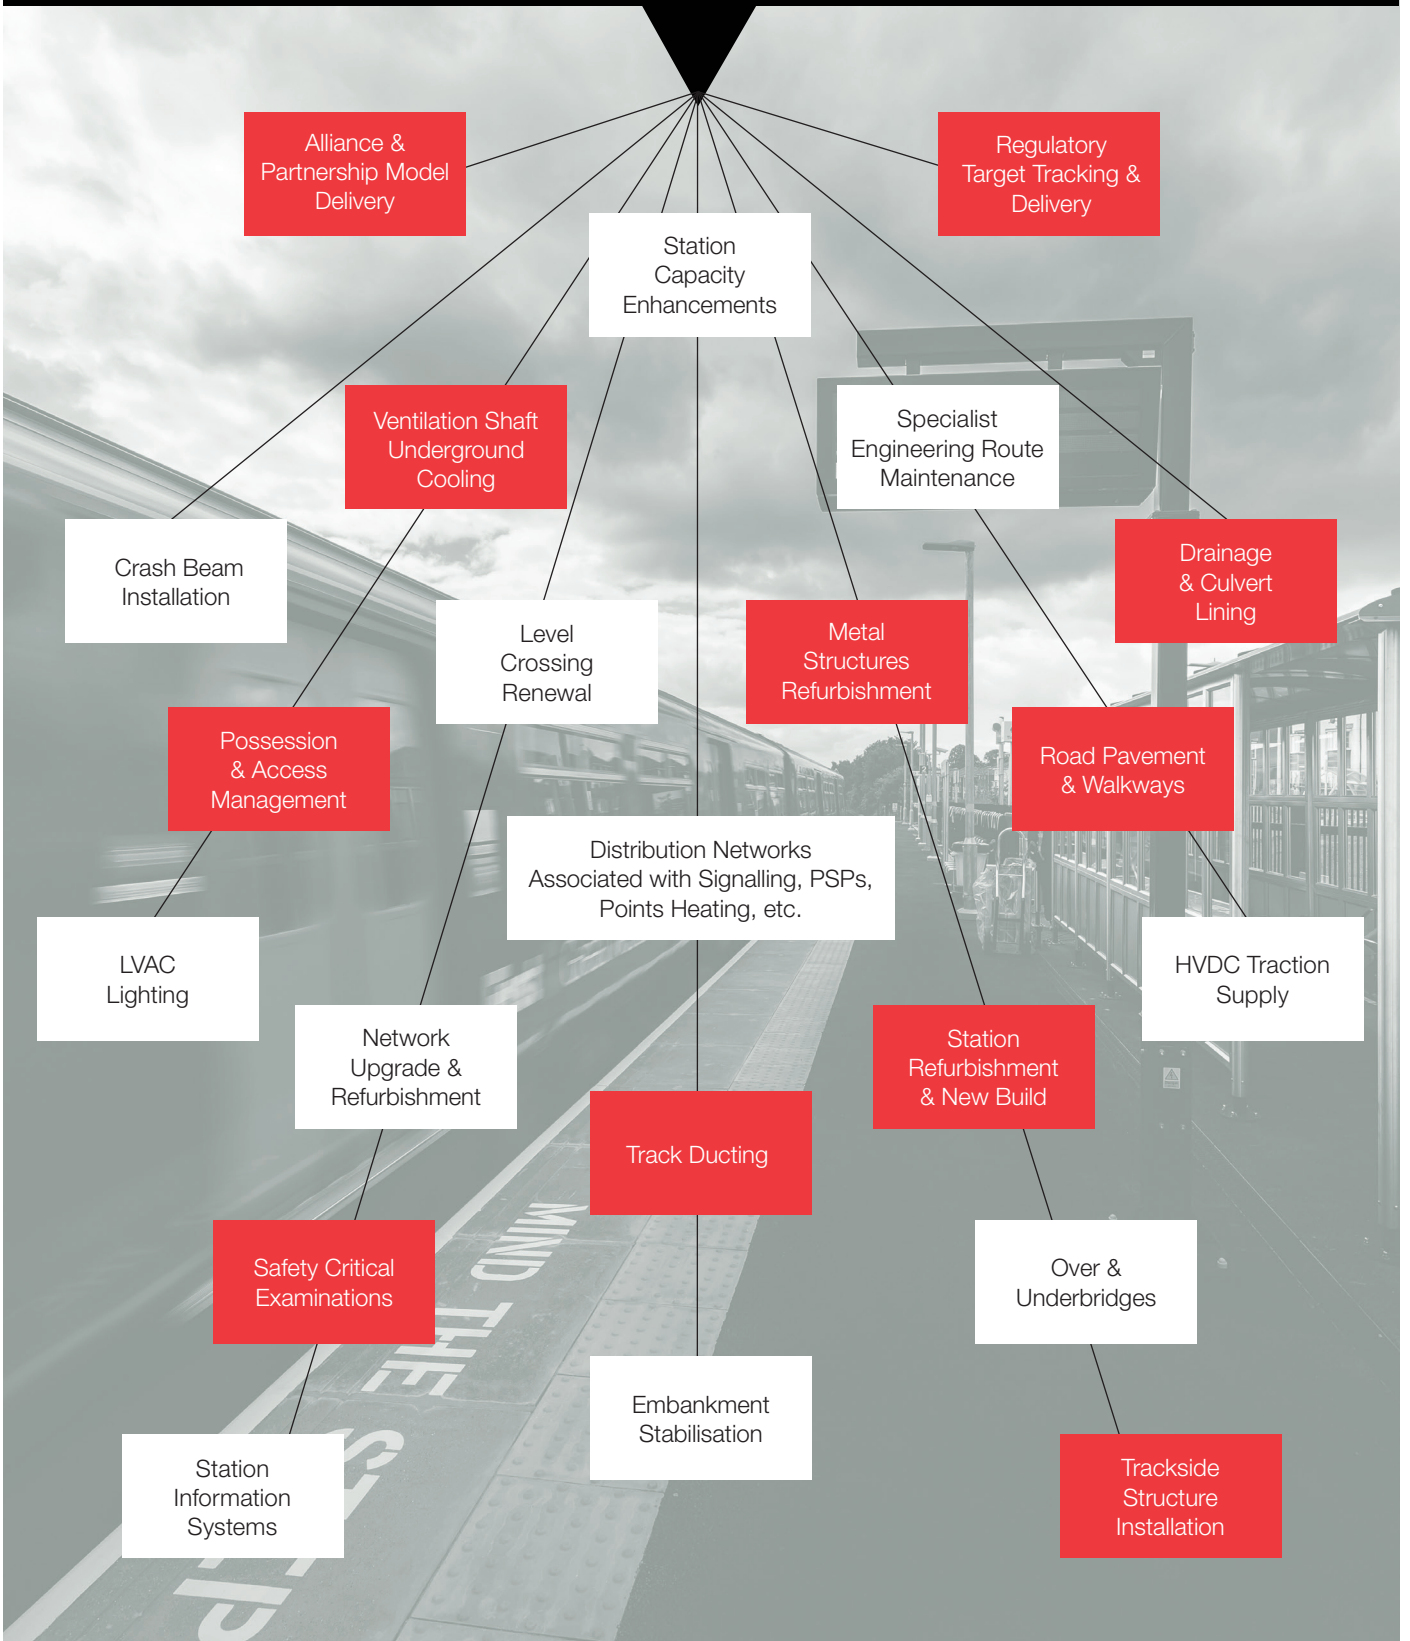 Alliance &
Partnership Model
Delivery
Regulatory
Target Tracking &
Delivery
Station
Capacity
Enhancements
Ventilation Shaft
Underground
Cooling
Specialist
Engineering Route
Maintenance
Crash Beam
Installation
Drainage
& Culvert
Lining
Level
Crossing
Renewal
Metal
Structures
Refurbishment
Possession
& Access
Management
Road Pavement
& Walkways
Distribution Networks
Associated with Signalling, PSPs,
Points Heating, etc.
LVAC
Lighting
HVDC Traction
Supply
Network
Upgrade &
Refurbishment
Station
Refurbishment
& New Build
Track Ducting
Safety Critical
Examinations
Over &
Underbridges
Embankment
Stabilisation
Station
Information
Systems
Trackside
Structure
Installation
MIND
THE
STEP